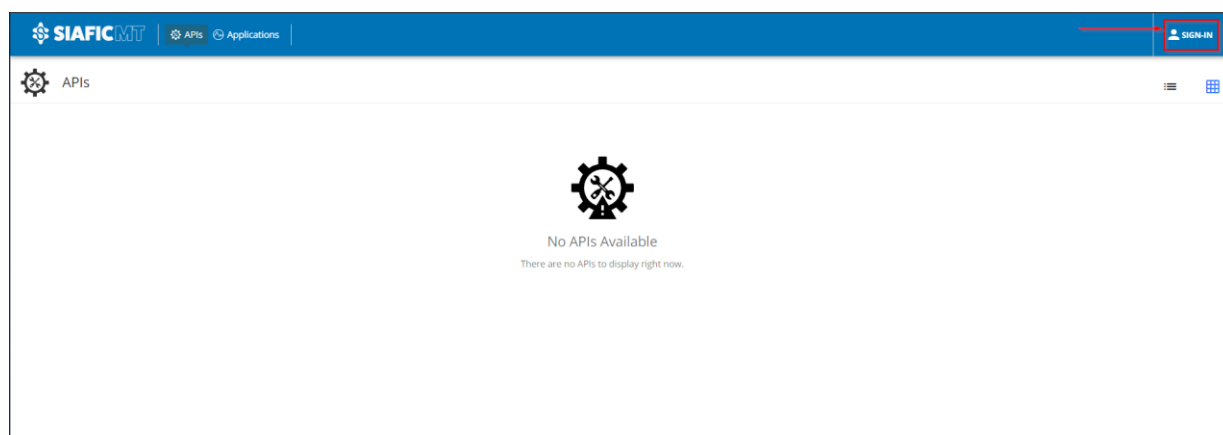 SIAFICMT APIs Applications SIGN-IN
APIs
No APIs Available
There are no APIs to display right now.